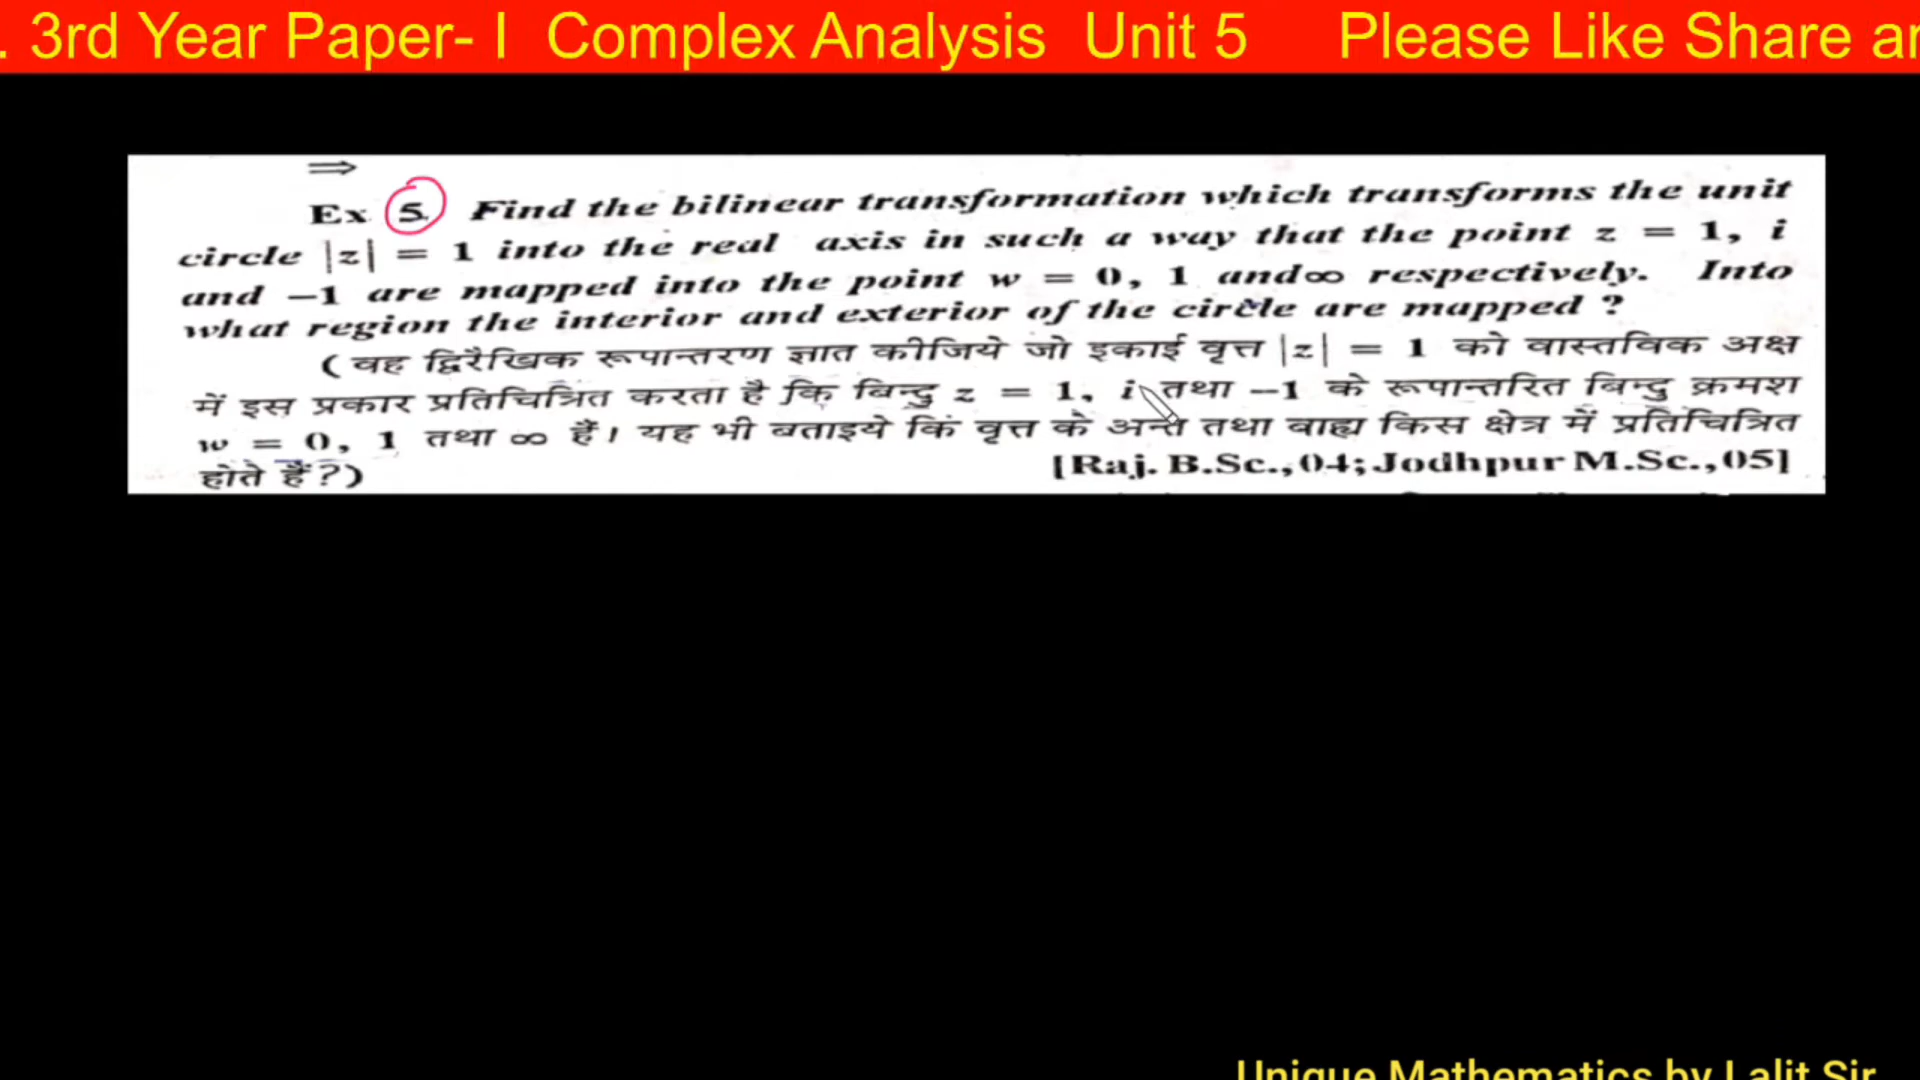 . 3rd Year Paper- I Complex Analysis Unit 5 Please Like Share ar
⇒
Ex 5. Find the bilinear transformation which transforms the unit
circle |z| = 1 into the real axis in such a way that the point z = 1, i
and −1 are mapped into the point w = 0, 1 and∞ respectively. Into
what region the interior and exterior of the circle are mapped ?
( वह द्विरैखिक रूपान्तरण ज्ञात कीजिये जो इकाई वृत्त |z| = 1 को वास्तविक अक्ष
में इस प्रकार प्रतिचित्रित करता है कि बिन्दु z = 1, i तथा −1 के रूपान्तरित बिन्दु क्रमश
w = 0, 1 तथा ∞ हैं। यह भी बताइये किं वृत्त के अन्त तथा बाह्य किस क्षेत्र में प्रतिचित्रित
होते हैं?)
[Raj. B.Sc.,04; Jodhpur M.Sc.,05]
Unique Mathematics by Lalit Sir